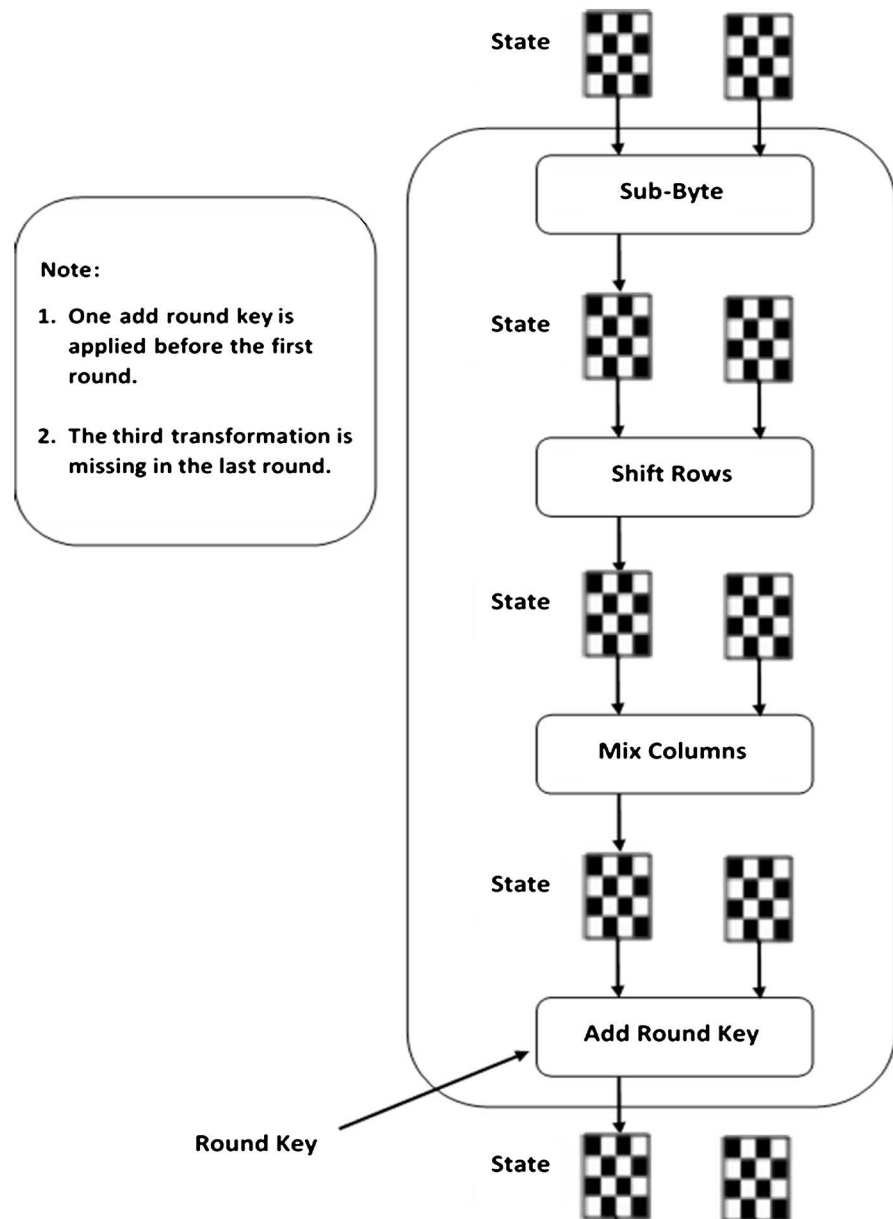 State
Sub-Byte
Note:
1. One add round key is
applied before the first
round.
2. The third transformation is
missing in the last round.
State
Shift Rows
State
Mix Columns
State
Add Round Key
Round Key
State